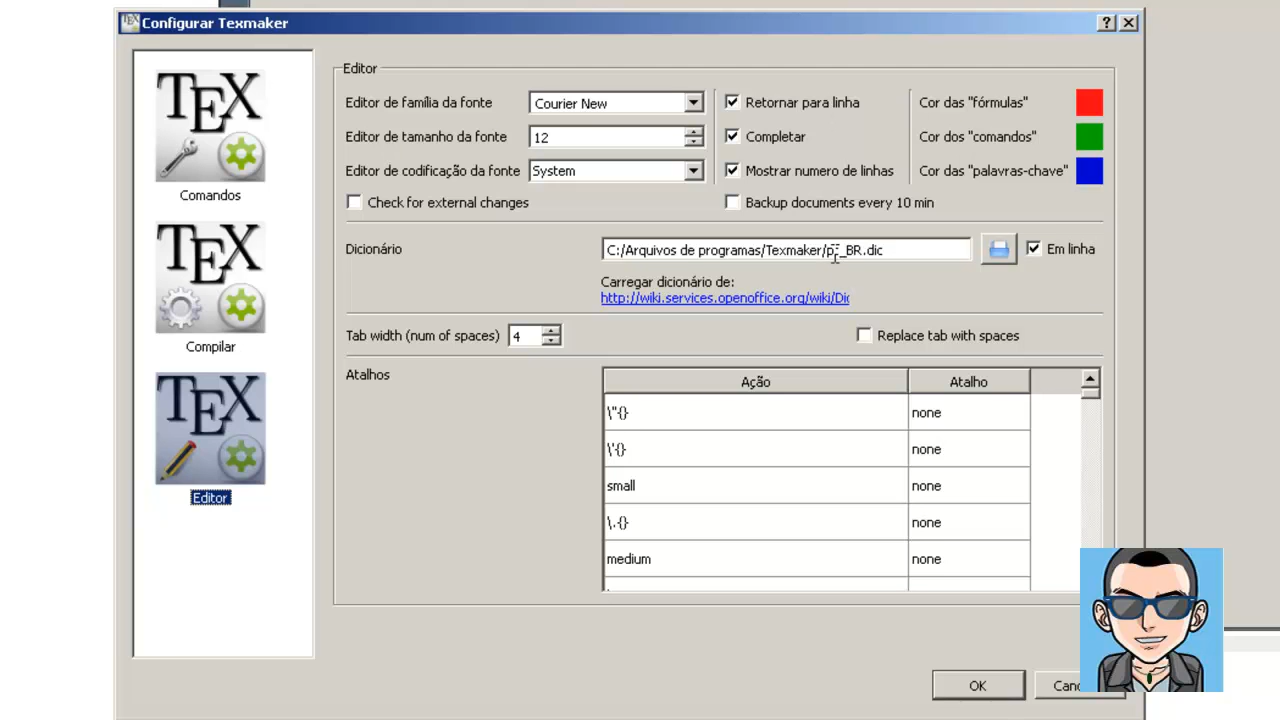 Configurar Texmaker
Comandos
Compilar
Editor
Editor
Editor de família da fonte
Courier New
Retornar para linha
Cor das "fórmulas"
Editor de tamanho da fonte
12
Completar
Cor dos "comandos"
Editor de codificação da fonte
System
Mostrar numero de linhas
Cor das "palavras-chave"
Check for external changes
Backup documents every 10 min
Dicionário
C:/Arquivos de programas/Texmaker/pt_BR.dic
Em linha
Carregar dicionário de:
http://wiki.services.openoffice.org/wiki/Dic
Tab width (num of spaces)
4
Replace tab with spaces
Atalhos
Ação
Atalho
\"{}
none
\'{}
none
small
none
\.{}
none
medium
none
OK
Canc